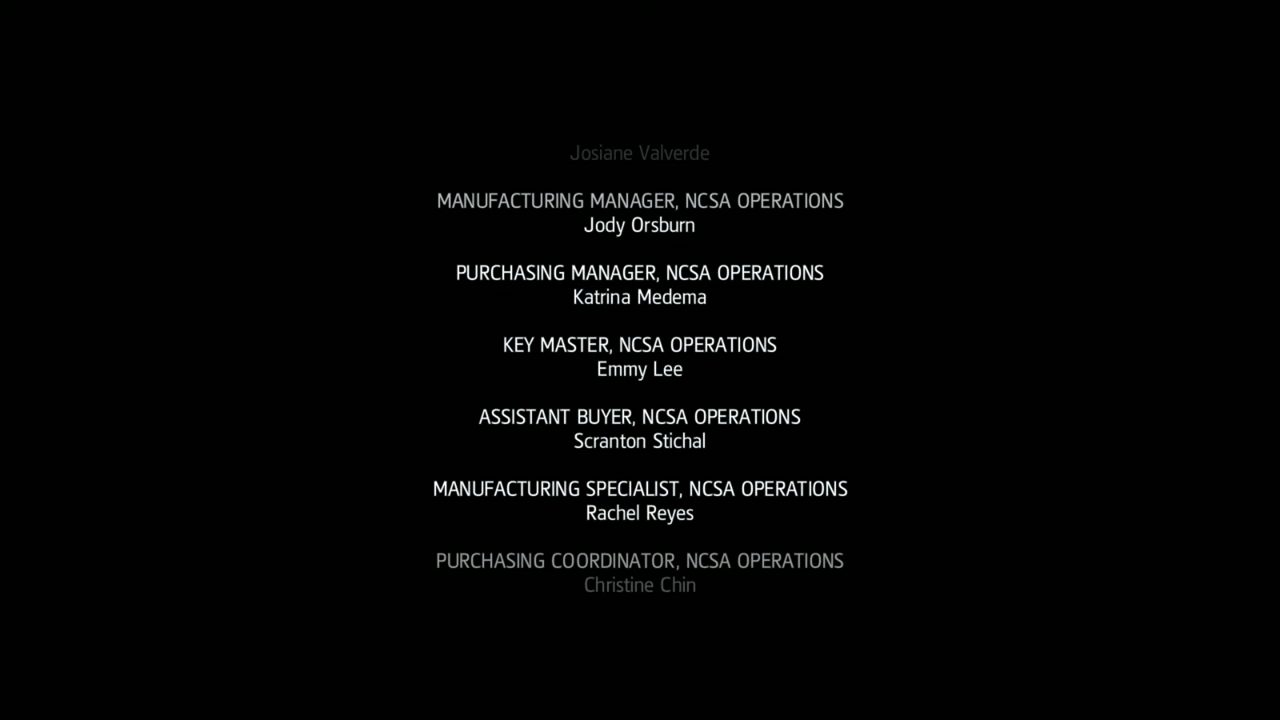 Josiane Valverde
MANUFACTURING MANAGER, NCSA OPERATIONS
Jody Orsburn
PURCHASING MANAGER, NCSA OPERATIONS
Katrina Medema
KEY MASTER, NCSA OPERATIONS
Emmy Lee
ASSISTANT BUYER, NCSA OPERATIONS
Scranton Stichal
MANUFACTURING SPECIALIST, NCSA OPERATIONS
Rachel Reyes
PURCHASING COORDINATOR, NCSA OPERATIONS
Christine Chin